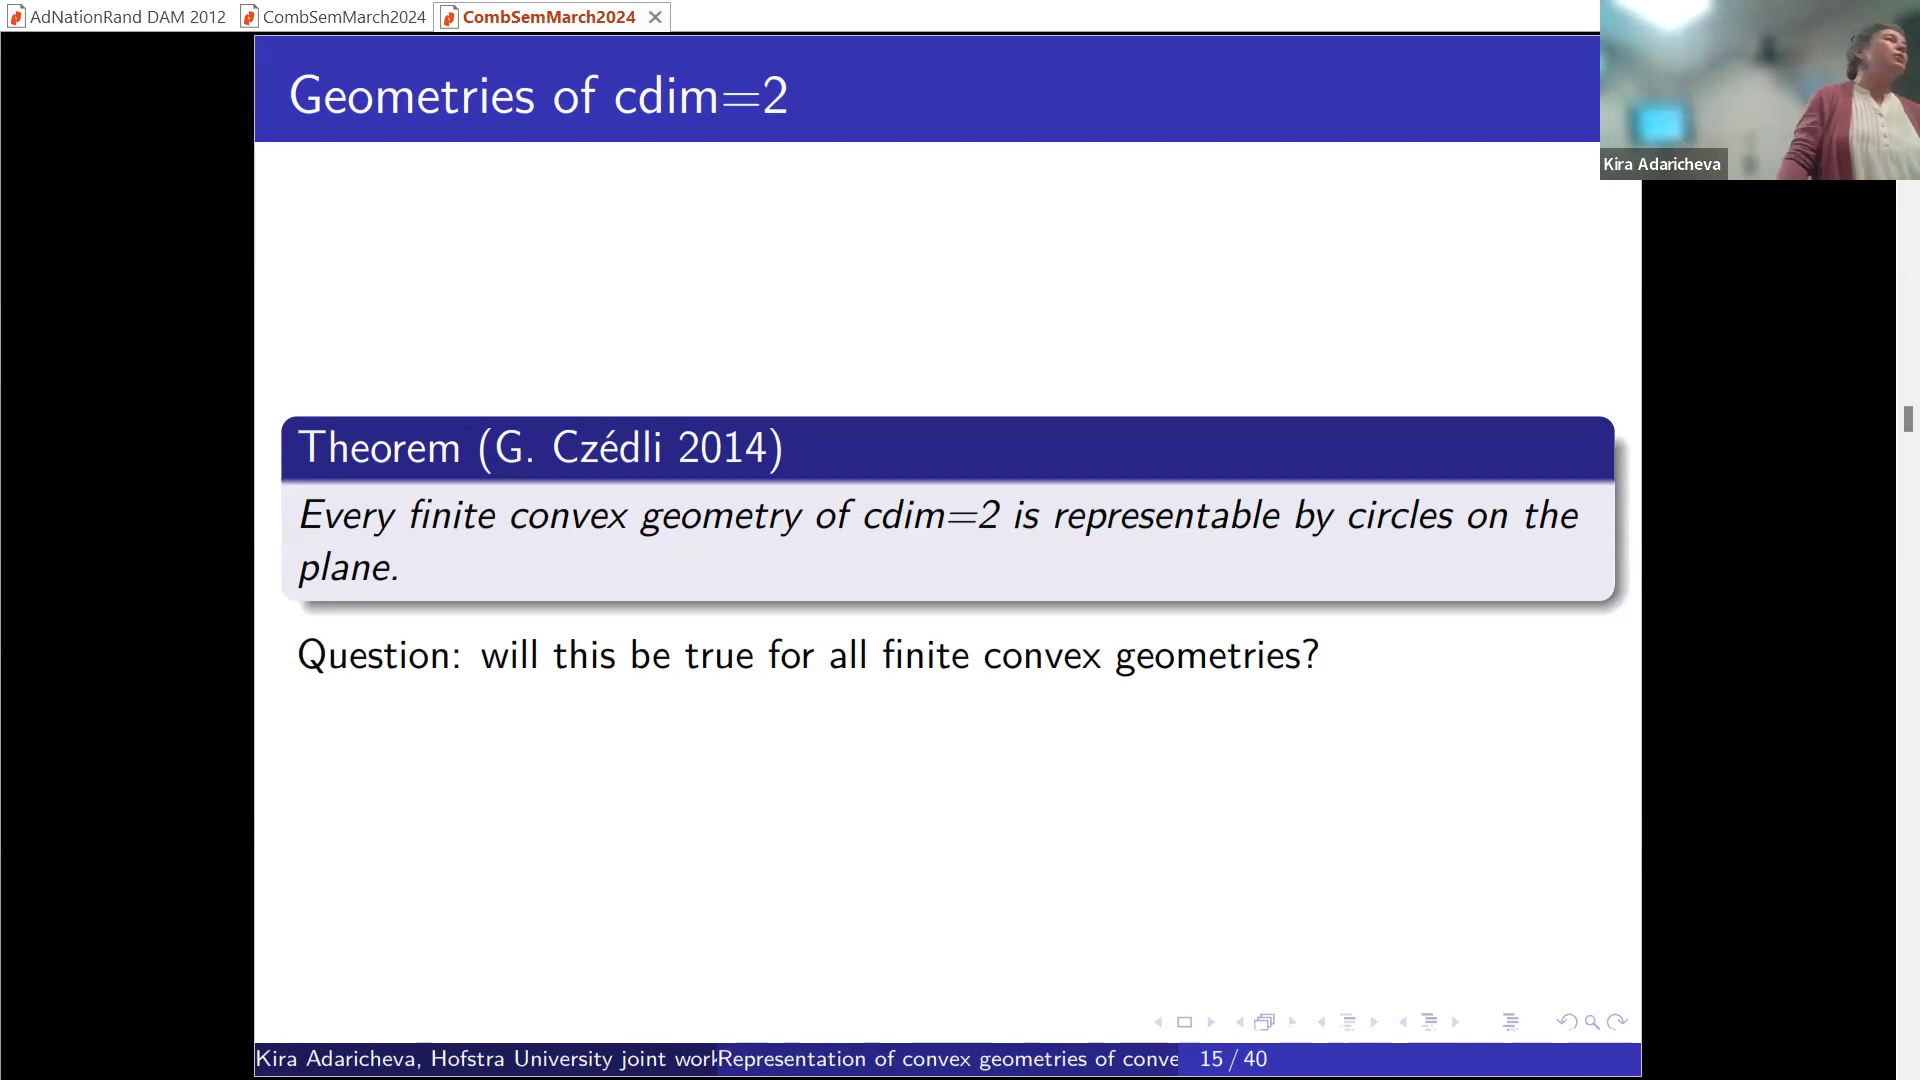 AdNationRand DAM 2012 CombSemMarch2024 CombSemMarch2024
Geometries of cdim=2
Kira Adaricheva
Theorem (G. Czédli 2014)
Every finite convex geometry of cdim=2 is representable by circles on the
plane.
Question: will this be true for all finite convex geometries?
Kira Adaricheva, Hofstra University joint work Representation of convex geometries of conve 15 / 40